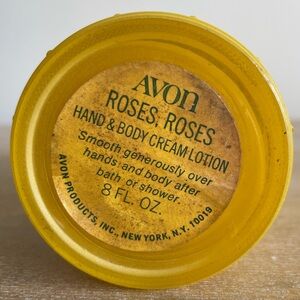 AVON
ROSES, ROSES
HAND & BODY CREAM LOTION
Smooth generously over
hands and body after
bath or shower.
8 FL. OZ.
AVON PRODUCTS, INC., NEW YORK, N.Y. 10019